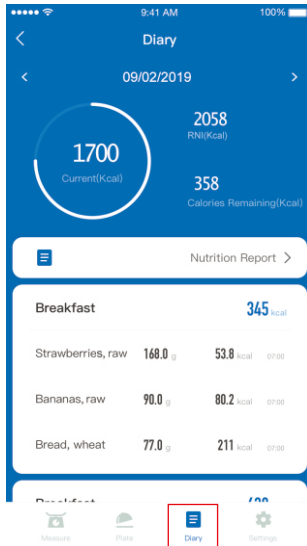 9:41 AM
100%
Diary
09/02/2019
1700
Current(Kcal)
2058
RNI(Kcal)
358
Calories Remaining(Kcal)
Nutrition Report
Breakfast 345 kcal
Strawberries, raw 168.0 g 53.8 kcal 07:00
Bananas, raw 90.0 g 80.2 kcal 07:00
Bread, wheat 77.0 g 211 kcal 07:00
Measure Plate Diary Settings